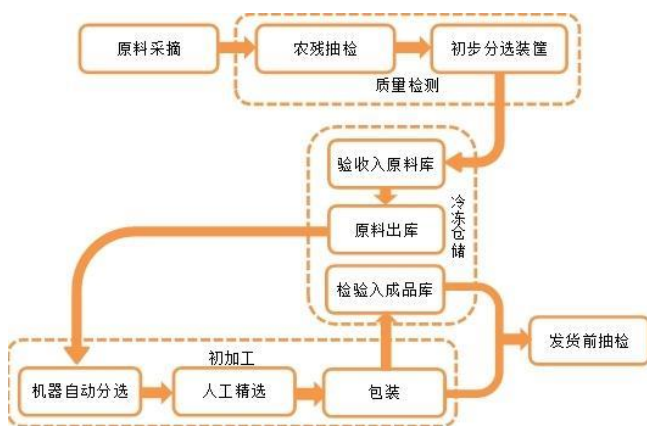 原料采摘
农残抽检
初步分选装筐
质量检测
验收入原料库
原料出库
检验入成品库
冷冻仓储
发货前抽检
初加工
机器自动分选
人工精选
包装